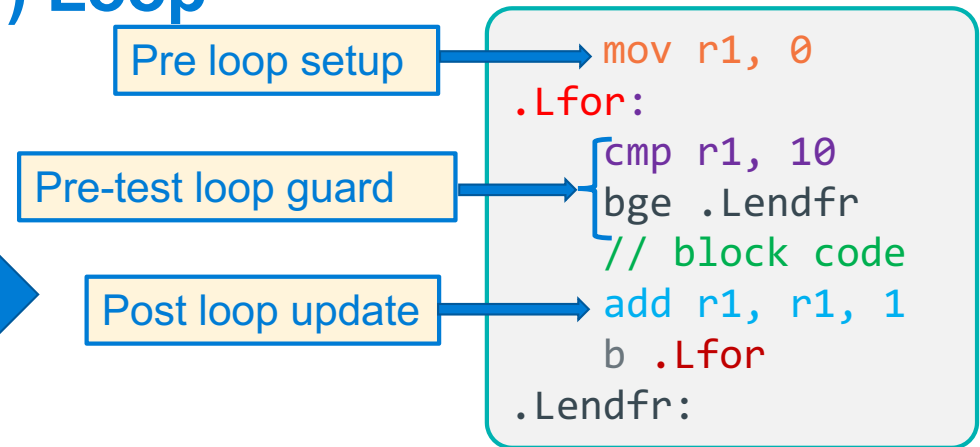 ) Loop
Pre loop setup
mov r1, 0
.Lfor:
Pre-test loop guard
cmp r1, 10
bge .Lendfr
// block code
Post loop update
add r1, r1, 1
b .Lfor
.Lendfr: